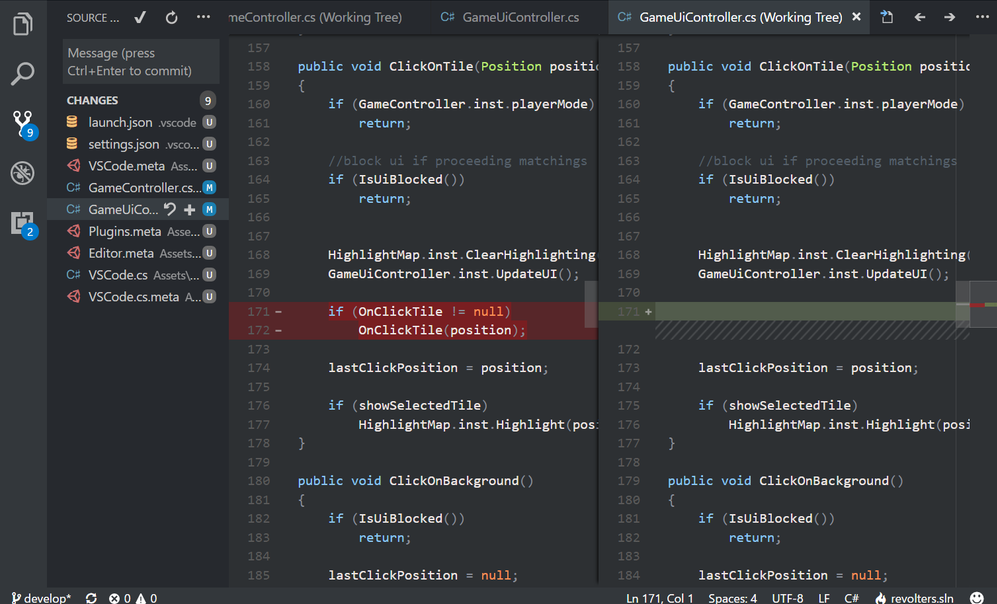 SOURCE ...
meController.cs (Working Tree)
C# GameUiController.cs
C# GameUiController.cs (Working Tree)
Message (press
Ctrl+Enter to commit)
CHANGES 9
launch.json .vscode U
settings.json .vsco... U
VSCode.meta Ass... U
C# GameController.cs... M
C# GameUiCo... M
Plugins.meta Ass... U
Editor.meta Assets... U
C# VSCode.cs Assets\... U
VSCode.cs.meta A... U
9
2
157
158 public void ClickOnTile(Position positio
159 {
160 if (GameController.inst.playerMode)
161 return;
162
163 //block ui if proceeding matchings
164 if (IsUiBlocked())
165 return;
166
167
168 HighlightMap.inst.ClearHighlighting
169 GameUiController.inst.UpdateUI();
170
171 - if (OnClickTile != null)
172 - OnClickTile(position);
173
174 lastClickPosition = position;
175
176 if (showSelectedTile)
177 HighlightMap.inst.Highlight(pos
178 }
179
180 public void ClickOnBackground()
181 {
182 if (IsUiBlocked())
183 return;
184
185 lastClickPosition = null;
157
158 public void ClickOnTile(Position positio
159 {
160 if (GameController.inst.playerMode)
161 return;
162
163 //block ui if proceeding matchings
164 if (IsUiBlocked())
165 return;
166
167
168 HighlightMap.inst.ClearHighlighting(
169 GameUiController.inst.UpdateUI();
170
171 +
172
173 lastClickPosition = position;
174
175 if (showSelectedTile)
176 HighlightMap.inst.Highlight(posi
177 }
178
179 public void ClickOnBackground()
180 {
181 if (IsUiBlocked())
182 return;
183
184 lastClickPosition = null;
develop* 0 0
Ln 171, Col 1 Spaces: 4 UTF-8 LF C# revolters.sln